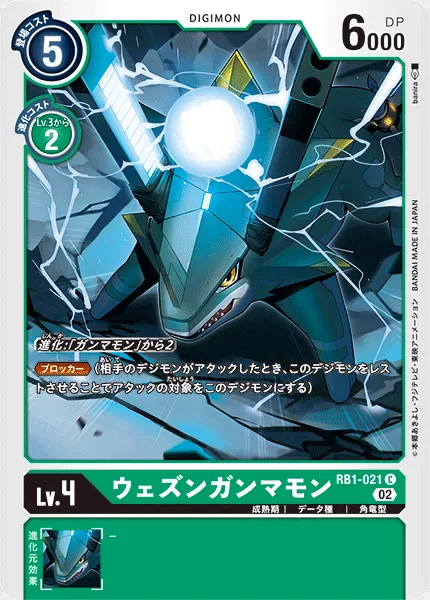 登場コスト
5
DIGIMON
6000
DP
進化コスト
Lv.3から
2
banira
進化:「ガンマモン」から2
ブロッカー (相手のデジモンがアタックしたとき、このデジモンをレス
トさせることでアタックの対象をこのデジモンにする)
©本郷あきよし・フジテレビ・東映アニメーション BANDAI MADE IN JAPAN
Lv.4
ウェズンガンマモン
RB1-021 C
02
成熟期 | データ種 | 角竜型
進化元効果
-